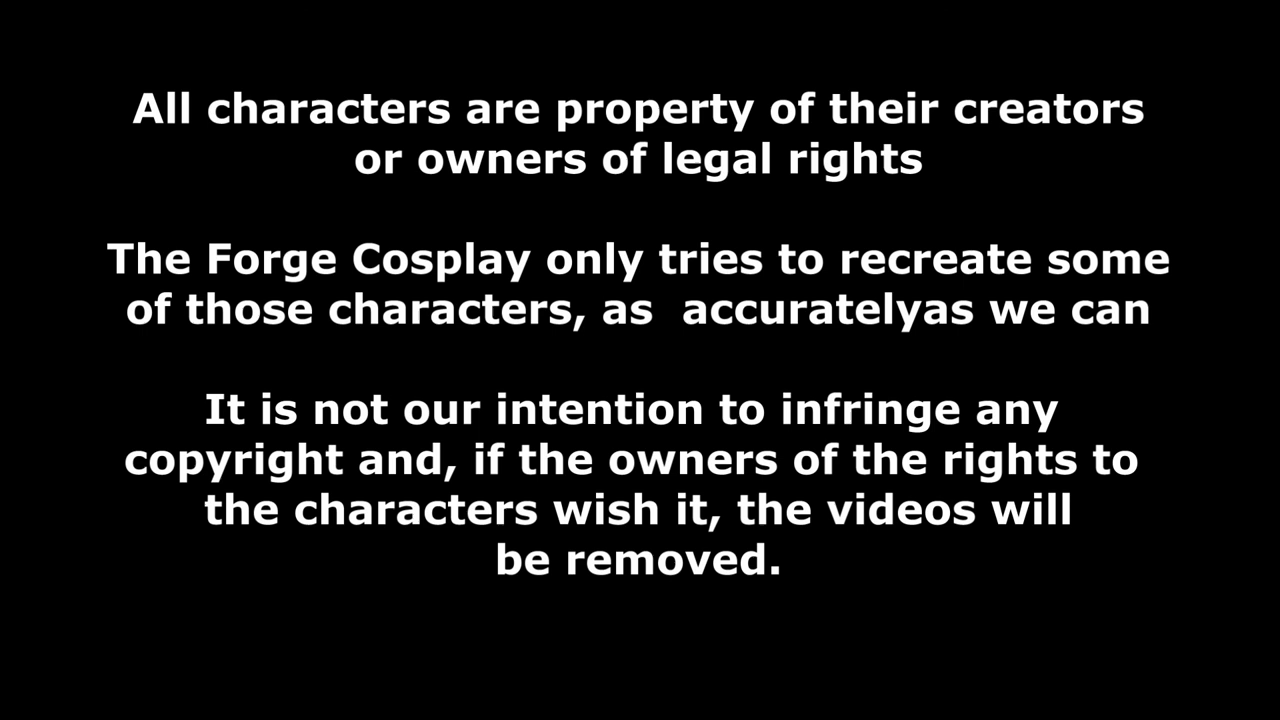 All characters are property of their creators
or owners of legal rights
The Forge Cosplay only tries to recreate some
of those characters, as  accuratelyas we can
It is not our intention to infringe any
copyright and, if the owners of the rights to
the characters wish it, the videos will
be removed.